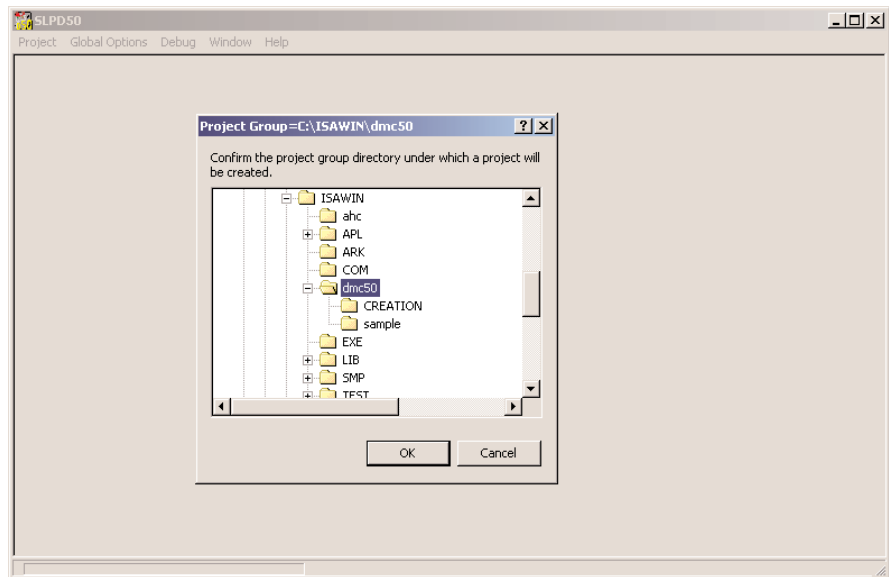 SLPD50
Project Global Options Debug Window Help
Project Group=C:\ISAWIN\dmc50
Confirm the project group directory under which a project will
be created.
ISAWIN
ahc
APL
ARK
COM
dmc50
CREATION
sample
EXE
LIB
SMP
TEST
OK Cancel